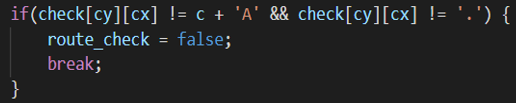 if(check[cy][cx] != c + 'A' && check[cy][cx] != '.') {
    route_check = false;
    break;
}